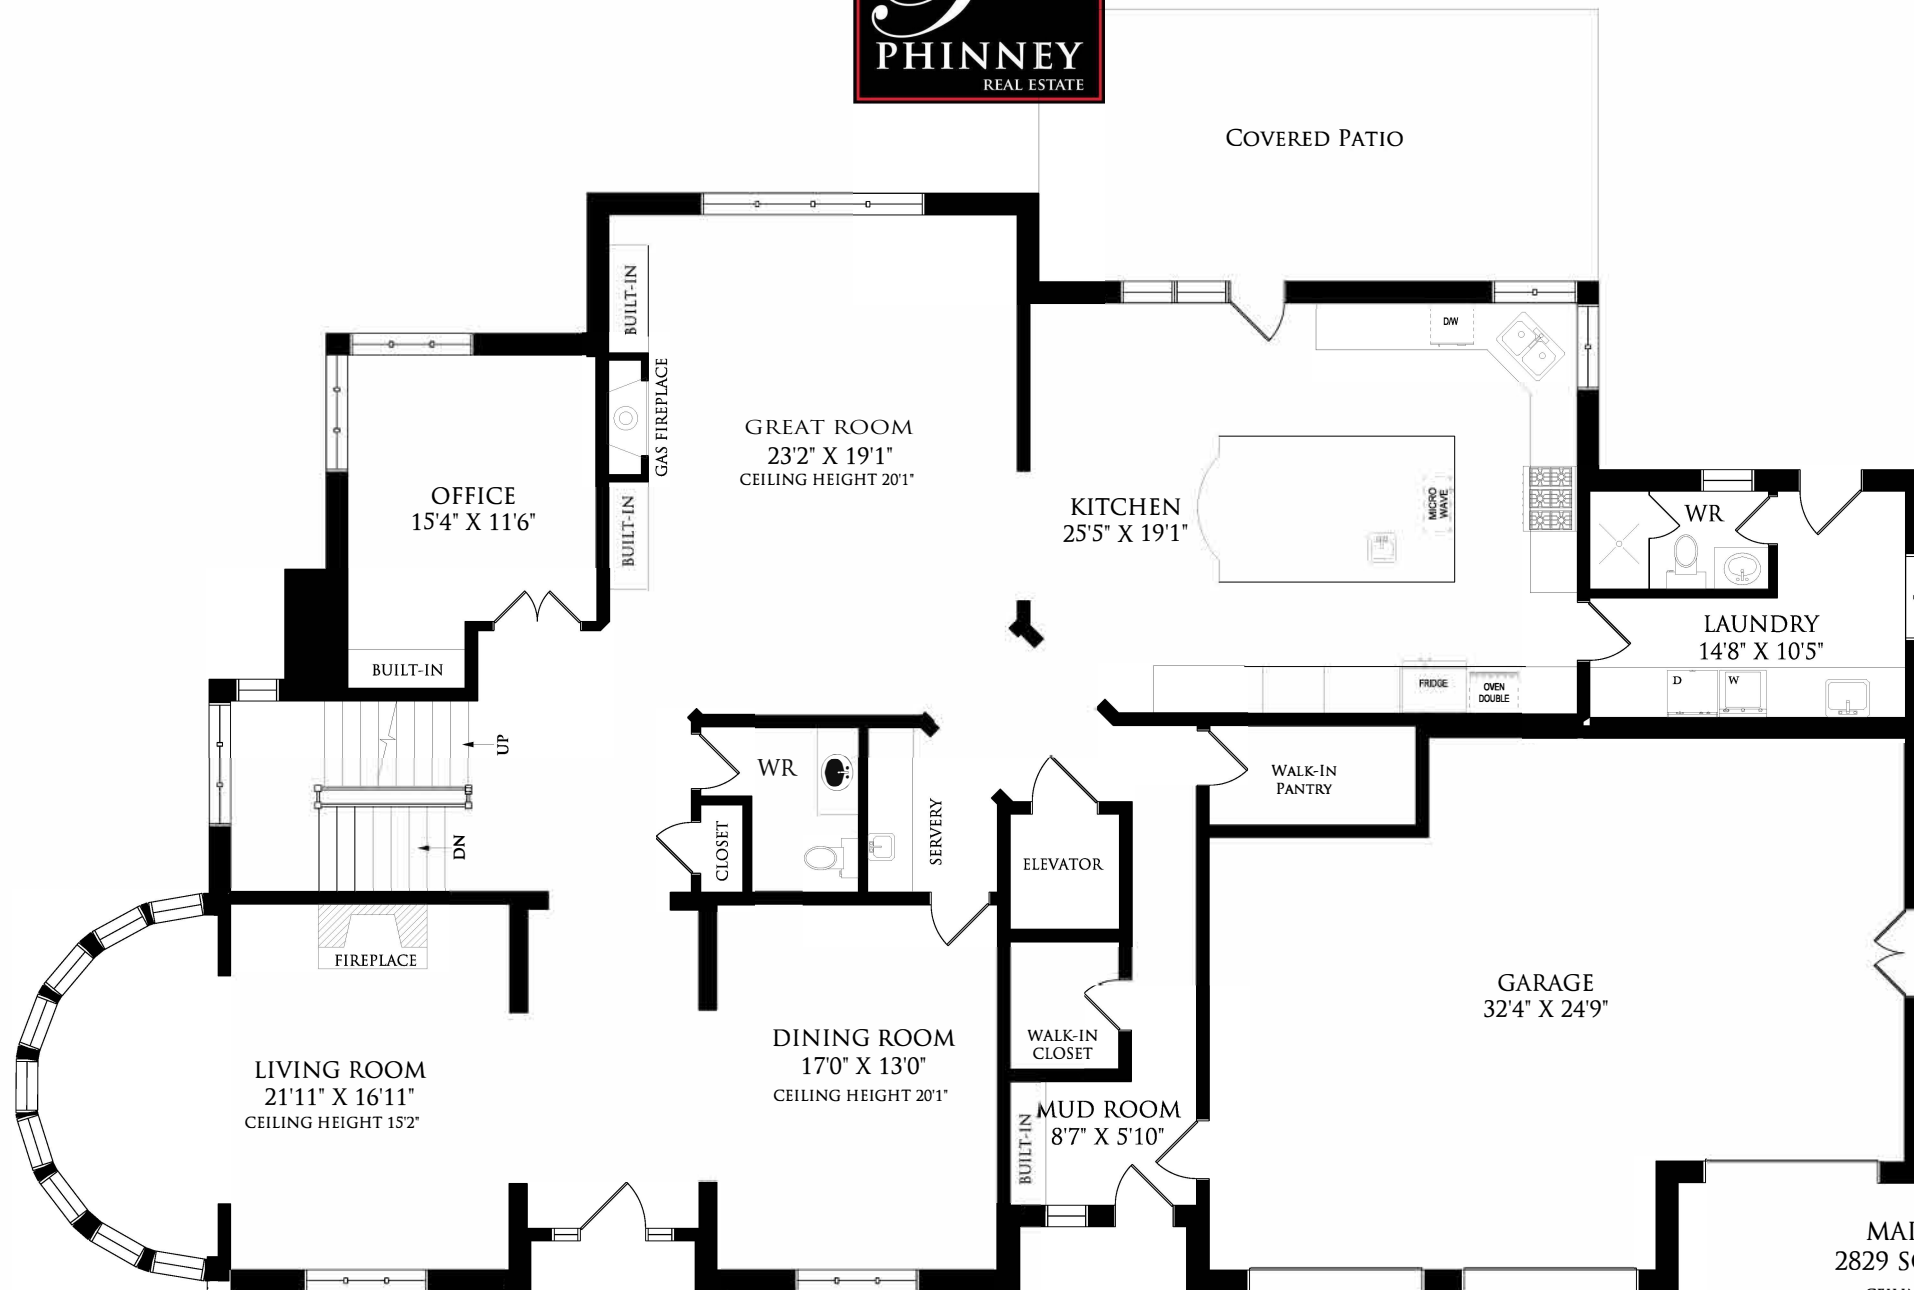 PHINNEY
REAL ESTATE
COVERED PATIO
BUILT-IN
GAS FIREPLACE
BUILT-IN
GREAT ROOM
23'2" X 19'1"
CEILING HEIGHT 20'1"
OFFICE
15'4" X 11'6"
BUILT-IN
D/W
KITCHEN
25'5" X 19'1"
MICRO
WAVE
FRIDGE
OVEN
DOUBLE
WR
LAUNDRY
14'8" X 10'5"
D
W
UP
DN
WR
CLOSET
SERVERY
ELEVATOR
WALK-IN
PANTRY
FIREPLACE
LIVING ROOM
21'11" X 16'11"
CEILING HEIGHT 15'2"
DINING ROOM
17'0" X 13'0"
CEILING HEIGHT 20'1"
WALK-IN
CLOSET
MUD ROOM
8'7" X 5'10"
BUILT-IN
GARAGE
32'4" X 24'9"
2829